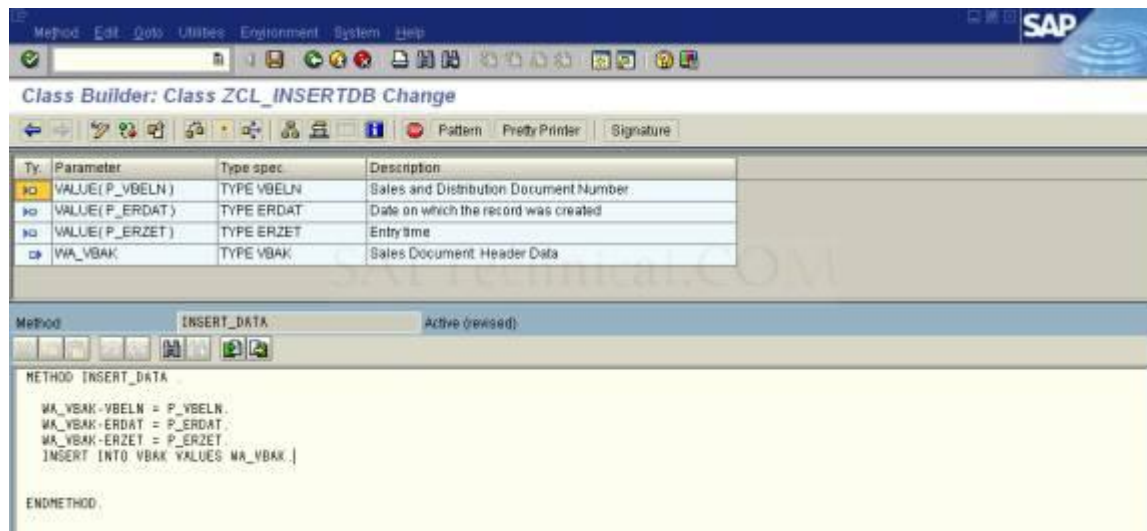 Method Edit Goto Utilities Environment System Help
SAP
Class Builder: Class ZCL_INSERTDB Change
Pattern Pretty Printer Signature
Ty. Parameter Type spec. Description
VALUE( P_VBELN ) TYPE VBELN Sales and Distribution Document Number
VALUE( P_ERDAT ) TYPE ERDAT Date on which the record was created
VALUE( P_ERZET ) TYPE ERZET Entry time
WA_VBAK TYPE VBAK Sales Document: Header Data
SAPTechnical.COM
Method INSERT_DATA Active (revised)
METHOD INSERT_DATA .
WA_VBAK-VBELN = P_VBELN.
WA_VBAK-ERDAT = P_ERDAT.
WA_VBAK-ERZET = P_ERZET.
INSERT INTO VBAK VALUES WA_VBAK.
ENDMETHOD.